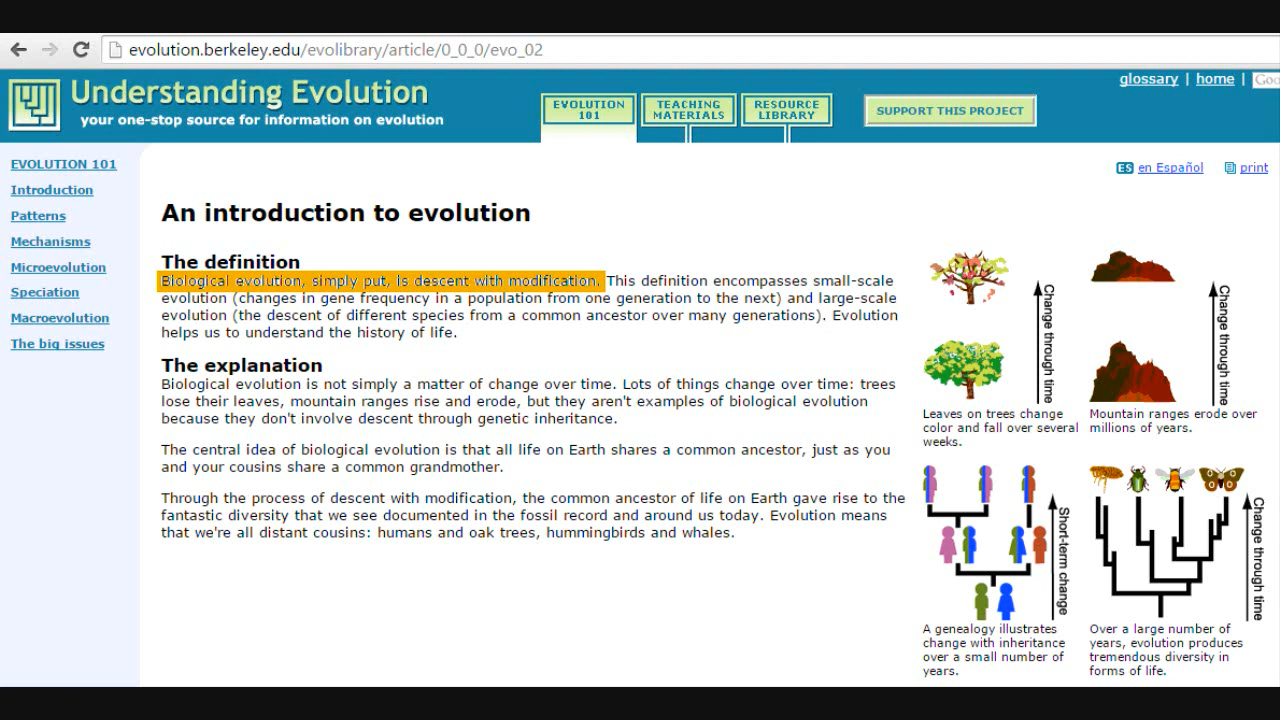 evolution.berkeley.edu/evolibrary/article/0_0_0/evo_02
glossary | home | Goo
Understanding Evolution
your one-stop source for information on evolution
EVOLUTION 101
TEACHING MATERIALS
RESOURCE LIBRARY
SUPPORT THIS PROJECT
EVOLUTION 101
Introduction
Patterns
Mechanisms
Microevolution
Speciation
Macroevolution
The big issues
ES en Español
print
An introduction to evolution
The definition
Biological evolution, simply put, is descent with modification. This definition encompasses small-scale
evolution (changes in gene frequency in a population from one generation to the next) and large-scale
evolution (the descent of different species from a common ancestor over many generations). Evolution
helps us to understand the history of life.
The explanation
Biological evolution is not simply a matter of change over time. Lots of things change over time: trees
lose their leaves, mountain ranges rise and erode, but they aren't examples of biological evolution
because they don't involve descent through genetic inheritance.
The central idea of biological evolution is that all life on Earth shares a common ancestor, just as you
and your cousins share a common grandmother.
Through the process of descent with modification, the common ancestor of life on Earth gave rise to the
fantastic diversity that we see documented in the fossil record and around us today. Evolution means
that we're all distant cousins: humans and oak trees, hummingbirds and whales.
Change through time
Leaves on trees change
color and fall over several
weeks.
Change through time
Mountain ranges erode over
millions of years.
Short-term change
A genealogy illustrates
change with inheritance
over a small number of
years.
Change through time
Over a large number of
years, evolution produces
tremendous diversity in
forms of life.